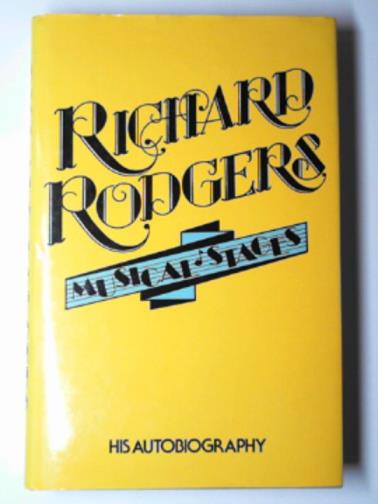 RICHARD
RODGERS
MUSICAL STAGES
HIS AUTOBIOGRAPHY